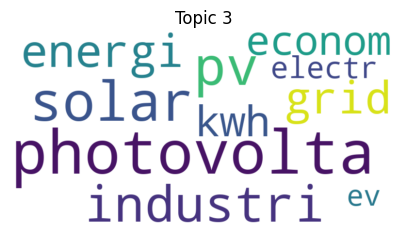 Topic 3
energi pv econom
solar kwh electr grid
photovolta
industri ev